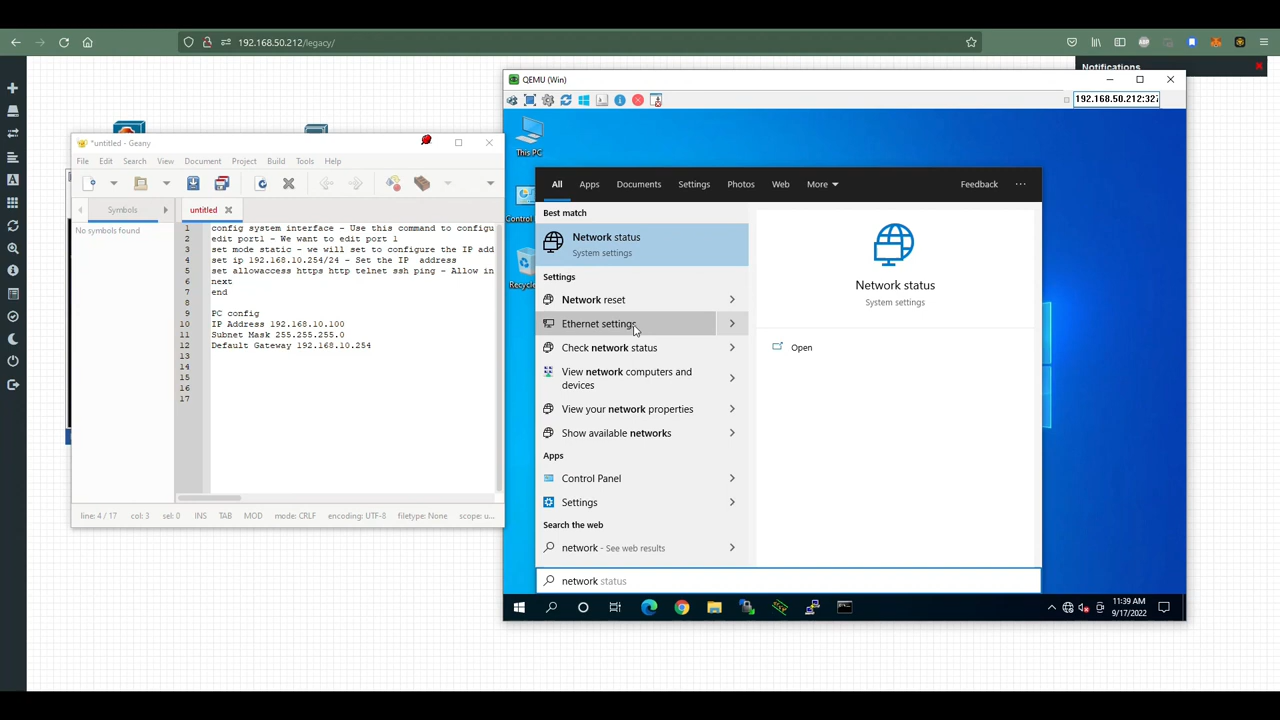 192.168.50.212/legacy/
Notifications
QEMU (Win)
192.168.50.212:32
This PC
Control
Recycle
*untitled - Geany
File Edit Search View Document Project Build Tools Help
Symbols
untitled
No symbols found
1 config system interface - Use this command to configu
2 edit port1 - We want to edit port 1
3 set mode static - we will set to configure the IP add
4 set ip 192.168.10.254/24 - Set the IP address
5 set allowaccess https http telnet ssh ping - Allow in
6 next
7 end
8
9 PC config
10 IP Address 192.168.10.100
11 Subnet Mask 255.255.255.0
12 Default Gateway 192.168.10.254
13
14
15
16
17
line: 4 / 17 col: 3 sel: 0 INS TAB MOD mode: CRLF encoding: UTF-8 filetype: None scope: u...
All Apps Documents Settings Photos Web More Feedback ...
Best match
Network status
System settings
Settings
Network reset
Ethernet settings
Check network status
View network computers and
devices
View your network properties
Show available networks
Apps
Control Panel
Settings
Search the web
network - See web results
network status
Network status
System settings
Open
11:39 AM
9/17/2022